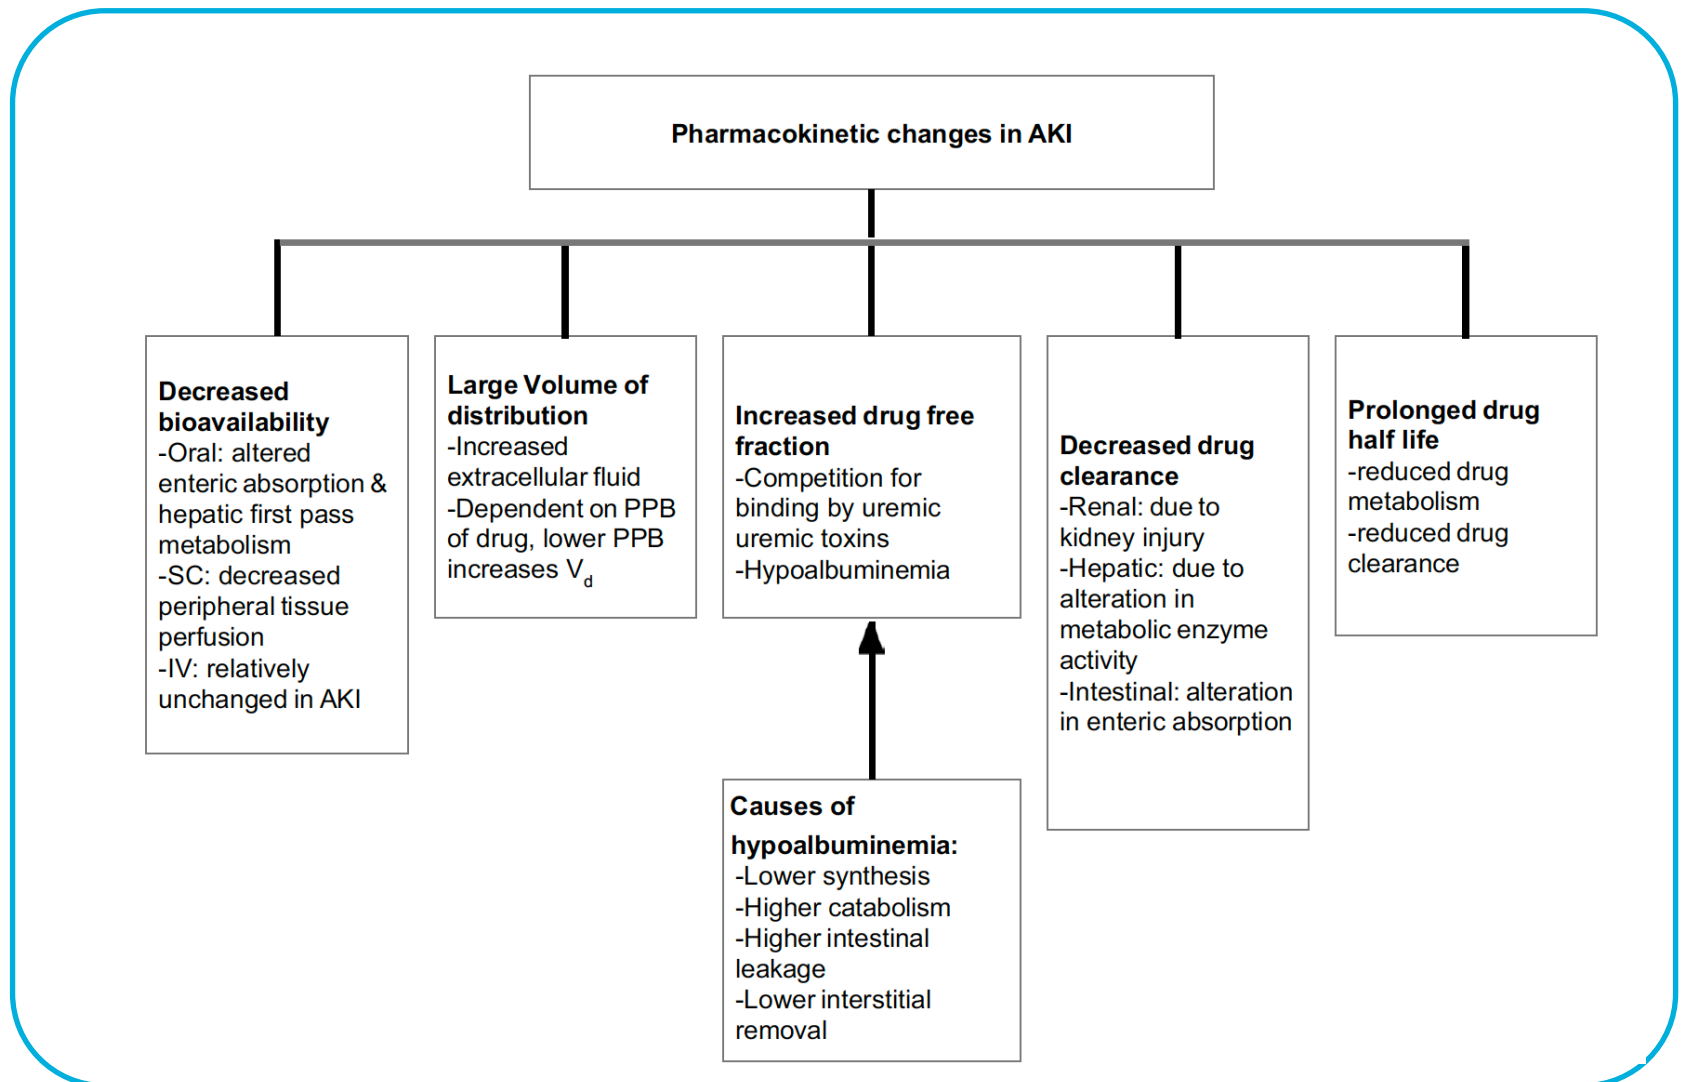 Pharmacokinetic changes in AKI
Decreased
bioavailability
-Oral: altered
enteric absorption &
hepatic first pass
metabolism
-SC: decreased
peripheral tissue
perfusion
-IV: relatively
unchanged in AKI
Large Volume of
distribution
-Increased
extracellular fluid
-Dependent on PPB
of drug, lower PPB
increases Vd
Increased drug free
fraction
-Competition for
binding by uremic
uremic toxins
-Hypoalbuminemia
Decreased drug
clearance
-Renal: due to
kidney injury
-Hepatic: due to
alteration in
metabolic enzyme
activity
-Intestinal: alteration
in enteric absorption
Prolonged drug
half life
-reduced drug
metabolism
-reduced drug
clearance
Causes of
hypoalbuminemia:
-Lower synthesis
-Higher catabolism
-Higher intestinal
leakage
-Lower interstitial
removal